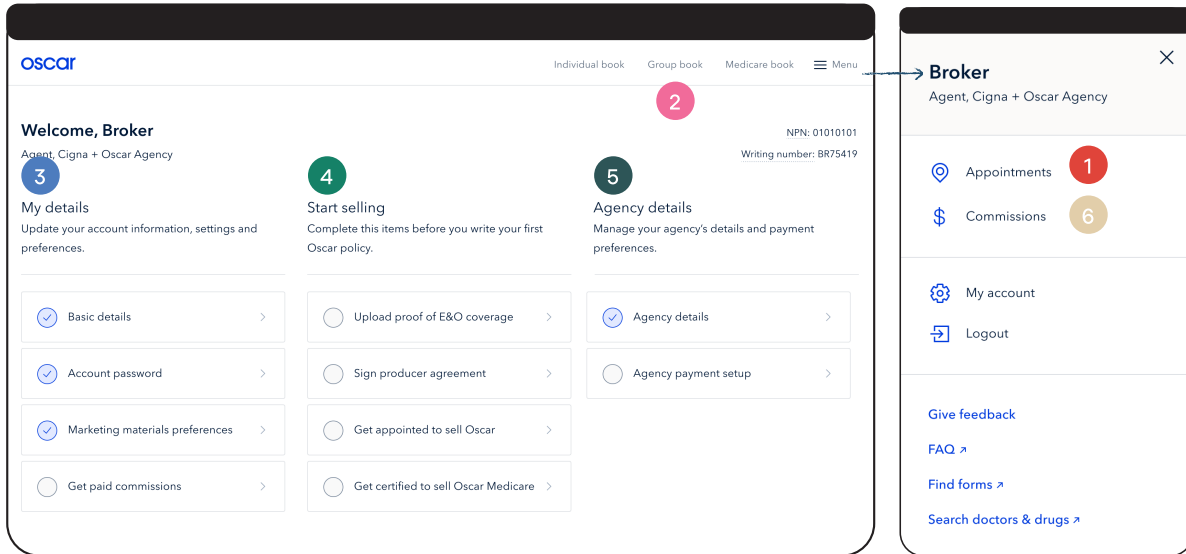 oscar
Individual book
Group book
Medicare book
Menu
2
Welcome, Broker
NPN: 01010101
Agent, Cigna + Oscar Agency
Writing number: BR75419
3
My details
Update your account information, settings and
preferences.
Basic details
Account password
Marketing materials preferences
Get paid commissions
4
Start selling
Complete this items before you write your first
Oscar policy.
Upload proof of E&O coverage
Sign producer agreement
Get appointed to sell Oscar
Get certified to sell Oscar Medicare
5
Agency details
Manage your agency’s details and payment
preferences.
Agency details
Agency payment setup
Broker
Agent, Cigna + Oscar Agency
Appointments 1
Commissions 6
My account
Logout
Give feedback
FAQ
Find forms
Search doctors & drugs